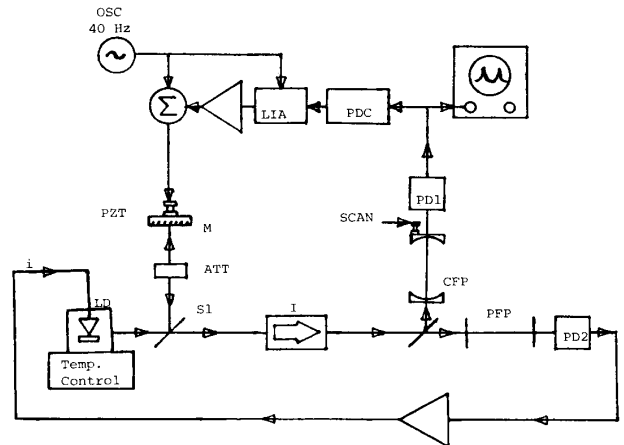 OSC
40 Hz
~
Σ
LIA
PDC
μ
PD1
SCAN
PZT
M
ATT
CFP
i
LD
S1
I
PFP
PD2
Temp.
Control